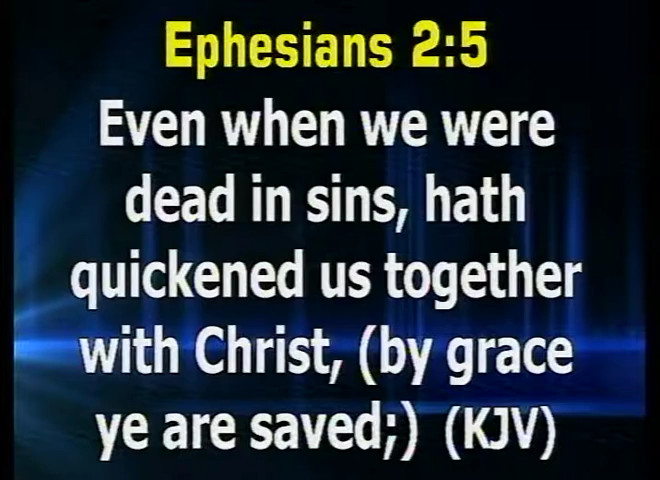 Ephesians 2:5
Even when we were
dead in sins, hath
quickened us together
with Christ, (by grace
ye are saved;) (KJV)